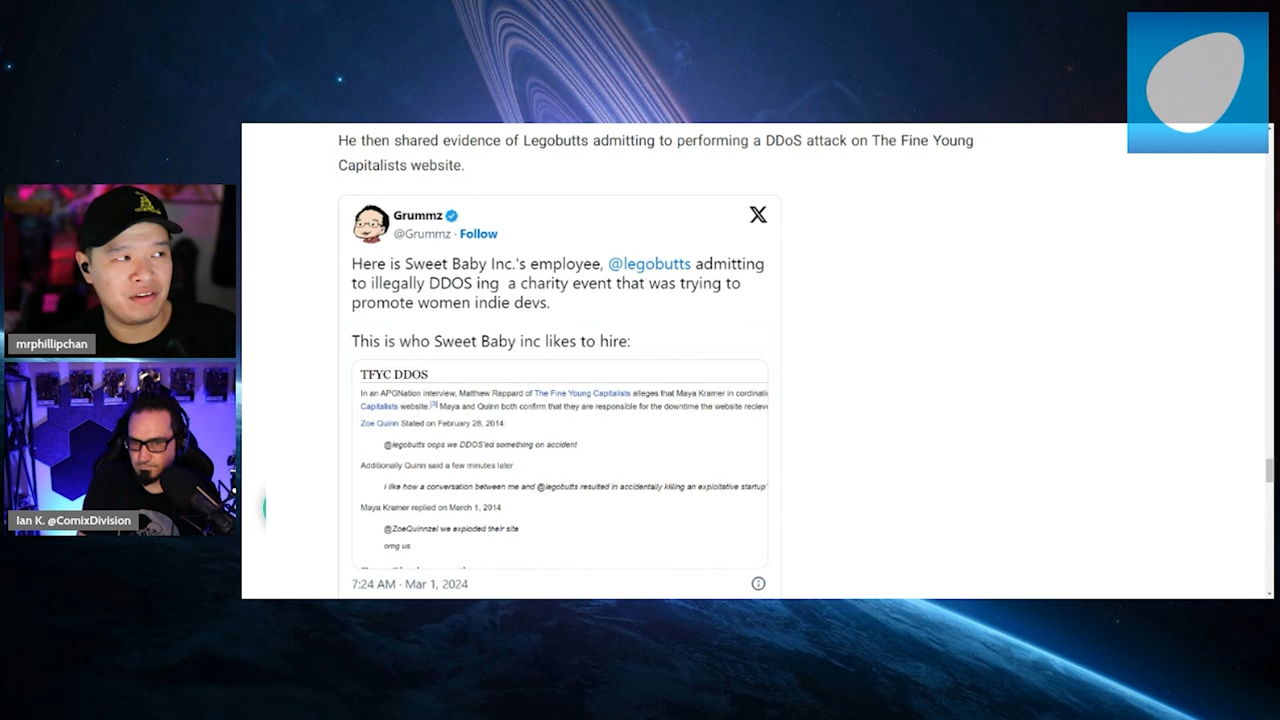 He then shared evidence of Legobutts admitting to performing a DDoS attack on The Fine Young
Capitalists website.
Grummz
@Grummz · Follow
X
Here is Sweet Baby Inc.'s employee, @legobutts admitting
to illegally DDOS ing a charity event that was trying to
promote women indie devs.
This is who Sweet Baby inc likes to hire:
TFYC DDOS
In an APGNation interview, Matthew Rappard of The Fine Young Capitalists alleges that Maya Kramer in cordinati
Capitalists website.[3] Maya and Quinn both confirm that they are responsible for the downtime the website recieve
Zoe Quinn Stated on February 28, 2014:
@legobutts oops we DDOS'ed something on accident
Additionally Quinn said a few minutes later
i like how a conversation between me and @legobutts resulted in accidentally killing an exploitative startup'
Maya Kramer replied on March 1, 2014
@ZoeQuinnzel we exploded their site
omg us
7:24 AM · Mar 1, 2024
mrphillipchan
Ian K. @ComixDivision